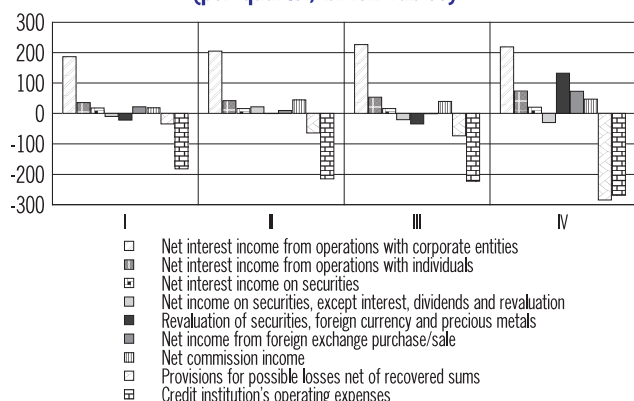 300
200
100
0
-100
-200
-300
I
II
III
IV
Net interest income from operations with corporate entities
Net interest income from operations with individuals
Net interest income on securities
Net income on securities, except interest, dividends and revaluation
Revaluation of securities, foreign currency and precious metals
Net income from foreign exchange purchase/sale
Net commission income
Provisions for possible losses net of recovered sums
Credit institution's operating expenses